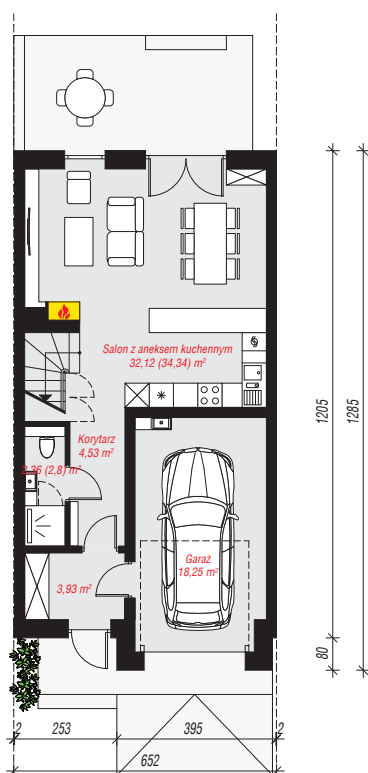 Salon z aneksem kuchennym
32,12 (34,34) m²
Korytarz
4,53 m²
2,36 (2,8) m²
Garaż
18,25 m²
3,93 m²
1205
1285
80
2
253
395
2
652